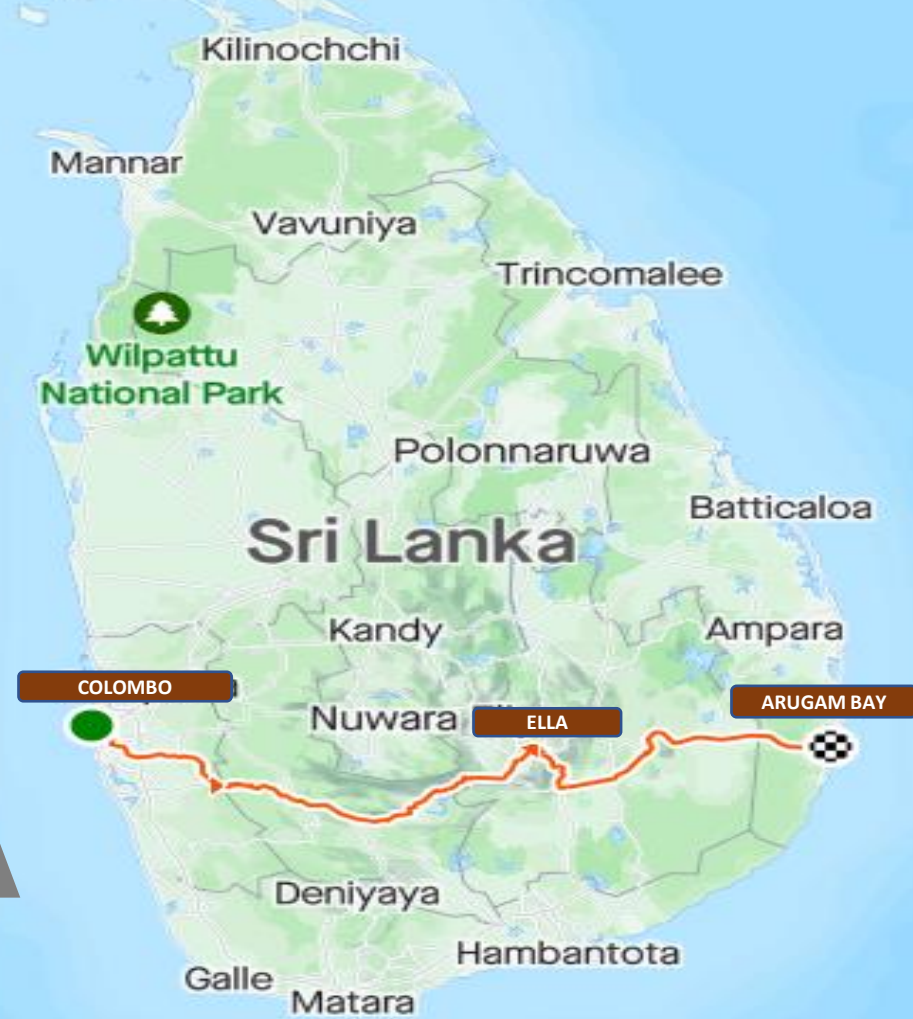 Kilinochchi
Mannar
Vavuniya
Trincomalee
Wilpattu
National Park
Polonnaruwa
Batticaloa
Sri Lanka
Kandy
Ampara
COLOMBO
ARUGAM BAY
Nuwara
ELLA
Deniyaya
Hambantota
Galle
Matara